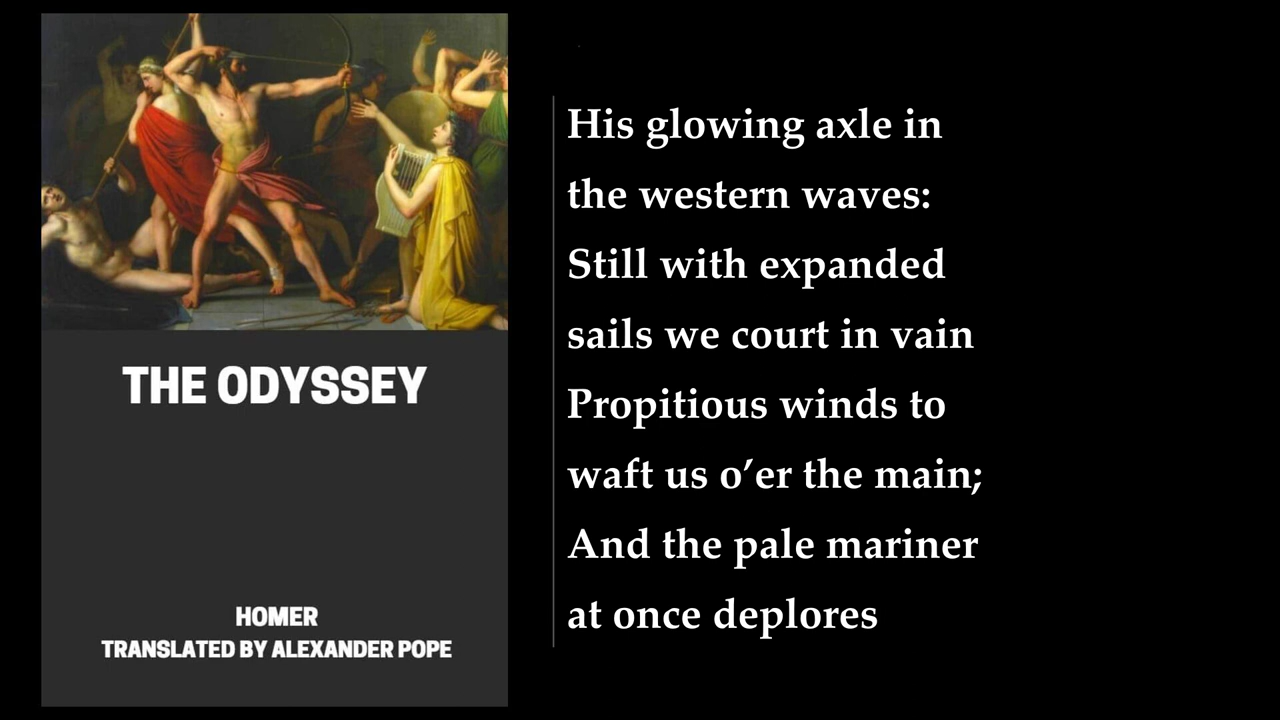 THE ODYSSEY
HOMER
TRANSLATED BY ALEXANDER POPE
His glowing axle in
the western waves:
Still with expanded
sails we court in vain
Propitious winds to
waft us o’er the main;
And the pale mariner
at once deplores